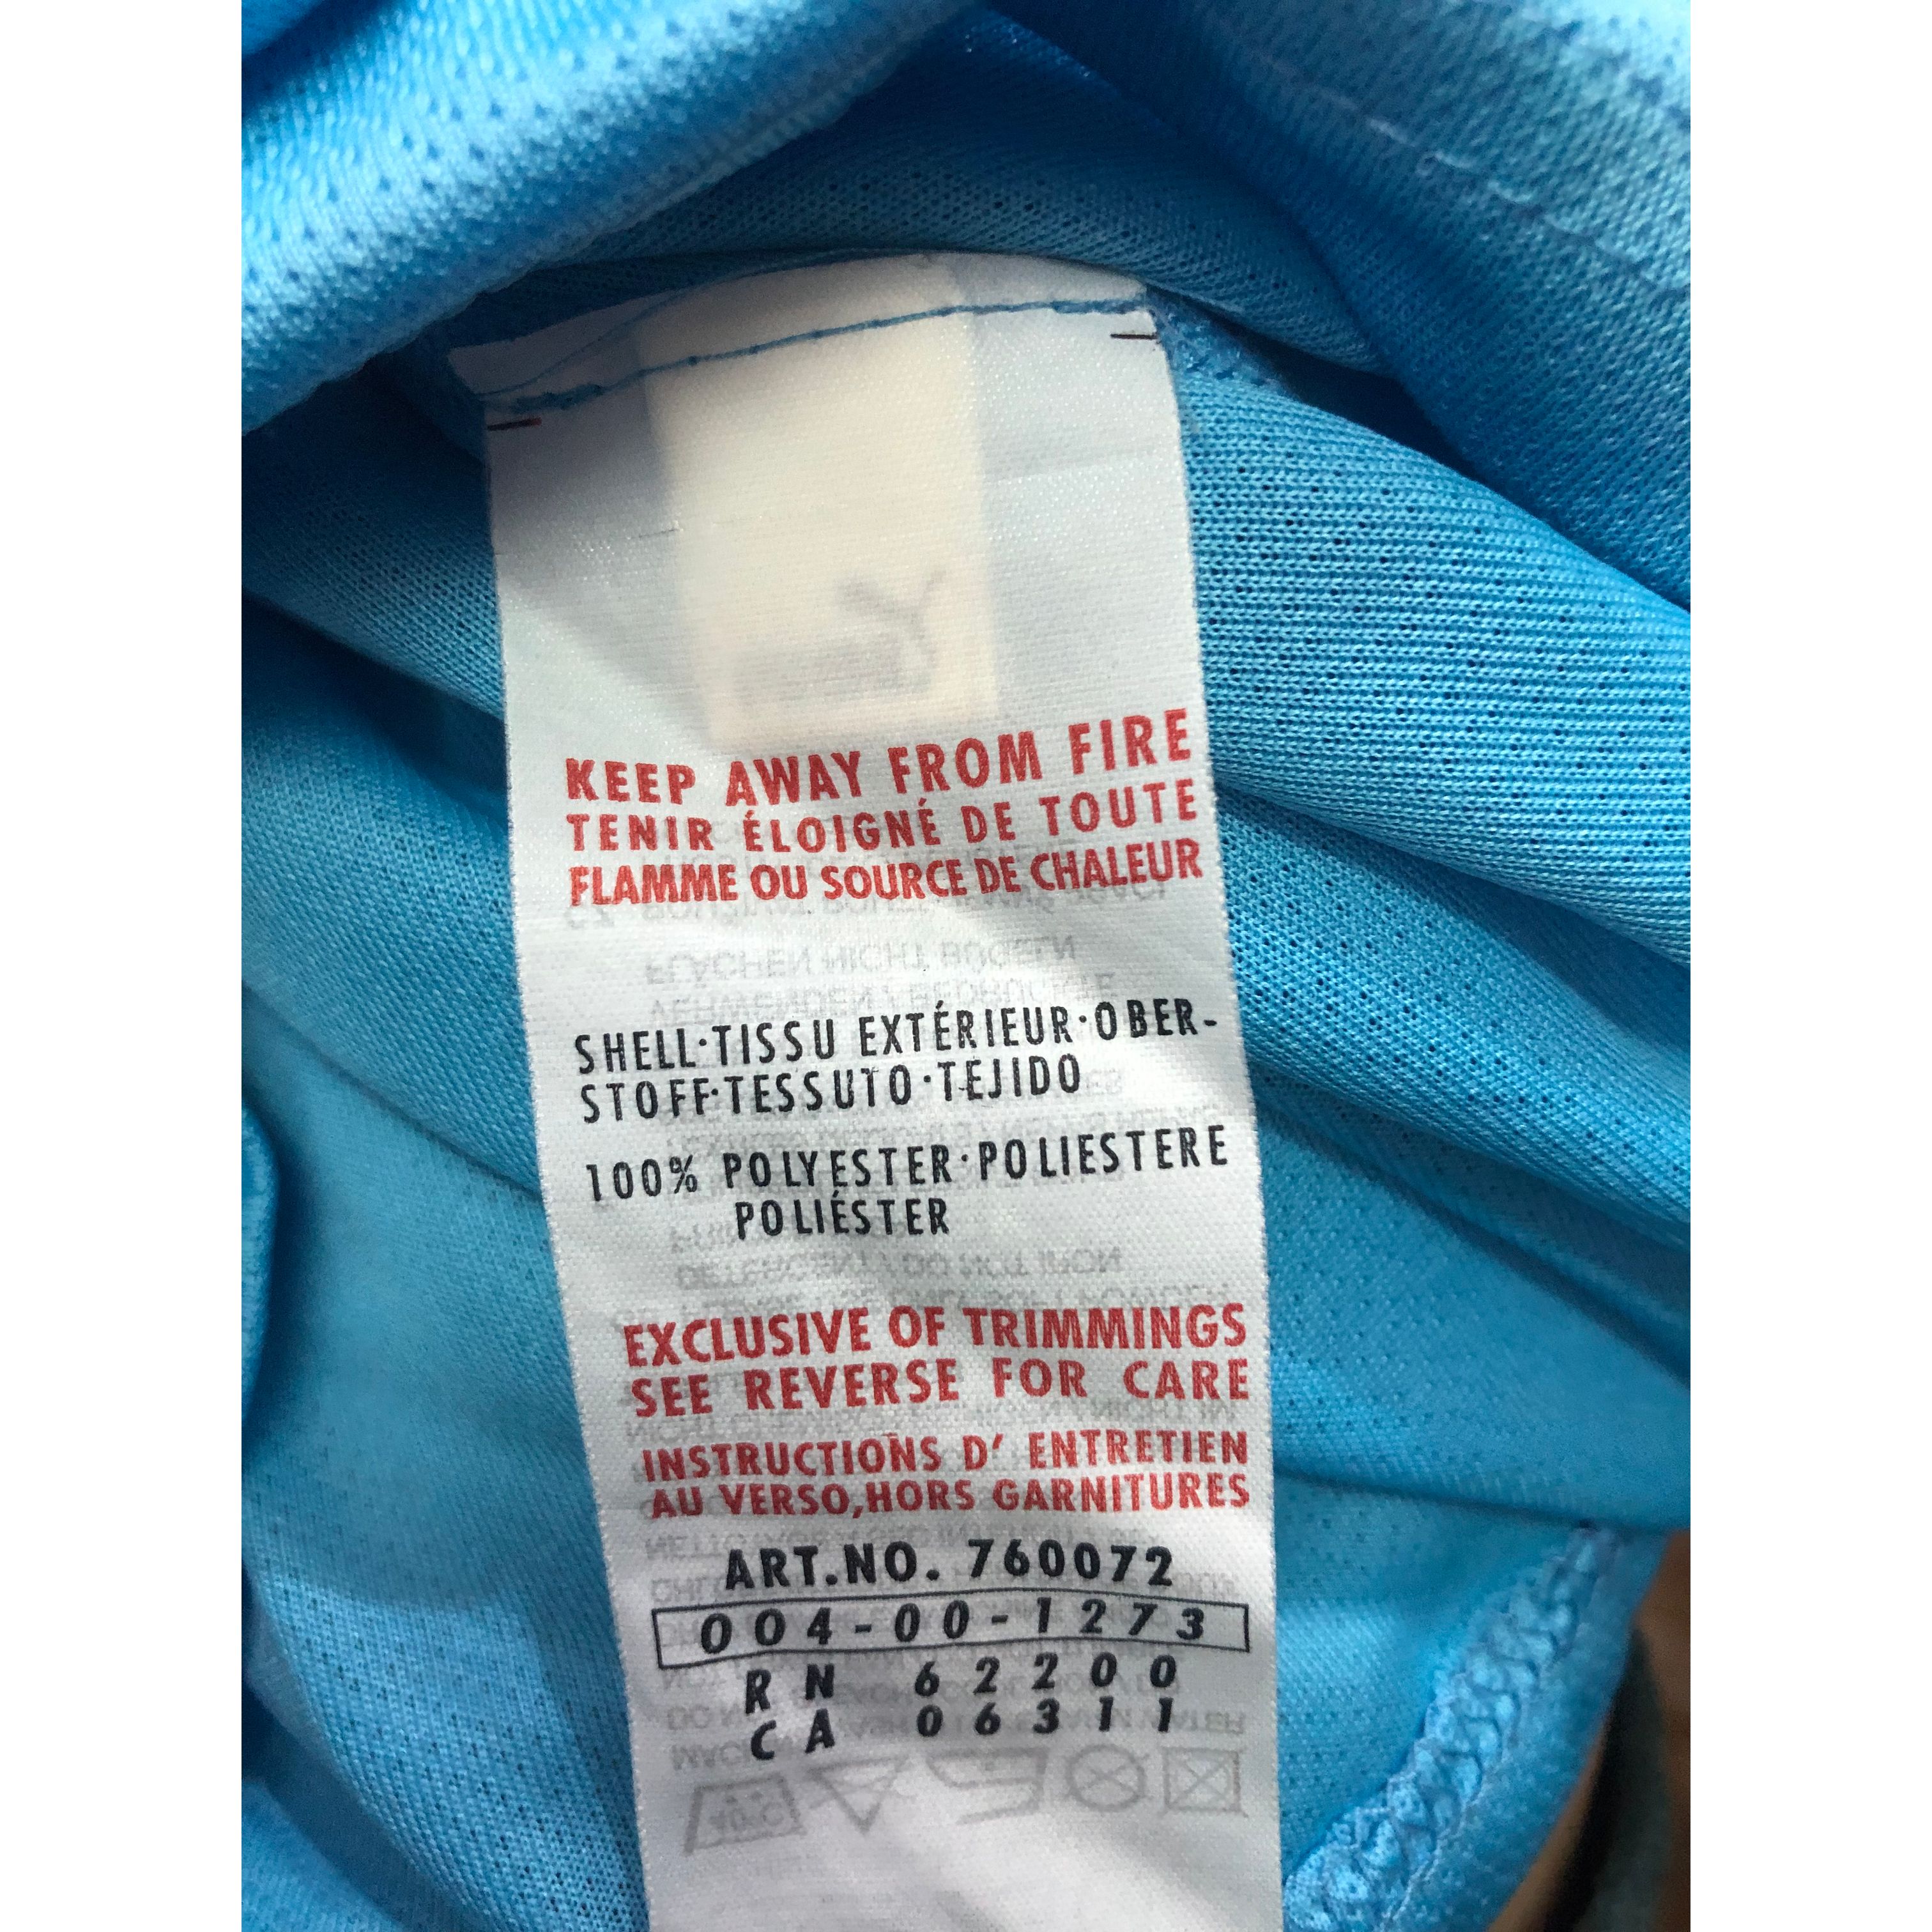 KEEP AWAY FROM FIRE
TENIR ÉLOIGNÉ DE TOUTE
FLAMME OU SOURCE DE CHALEUR
SHELL·TISSU EXTÉRIEUR·OBER-
STOFF·TESSUTO·TEJIDO
100% POLYESTER·POLIESTERE
POLIÉSTER
EXCLUSIVE OF TRIMMINGS
SEE REVERSE FOR CARE
INSTRUCTIONS D' ENTRETIEN
AU VERSO,HORS GARNITURES
ART.NO. 760072
004-00-1273
RN 62200
CA 06311